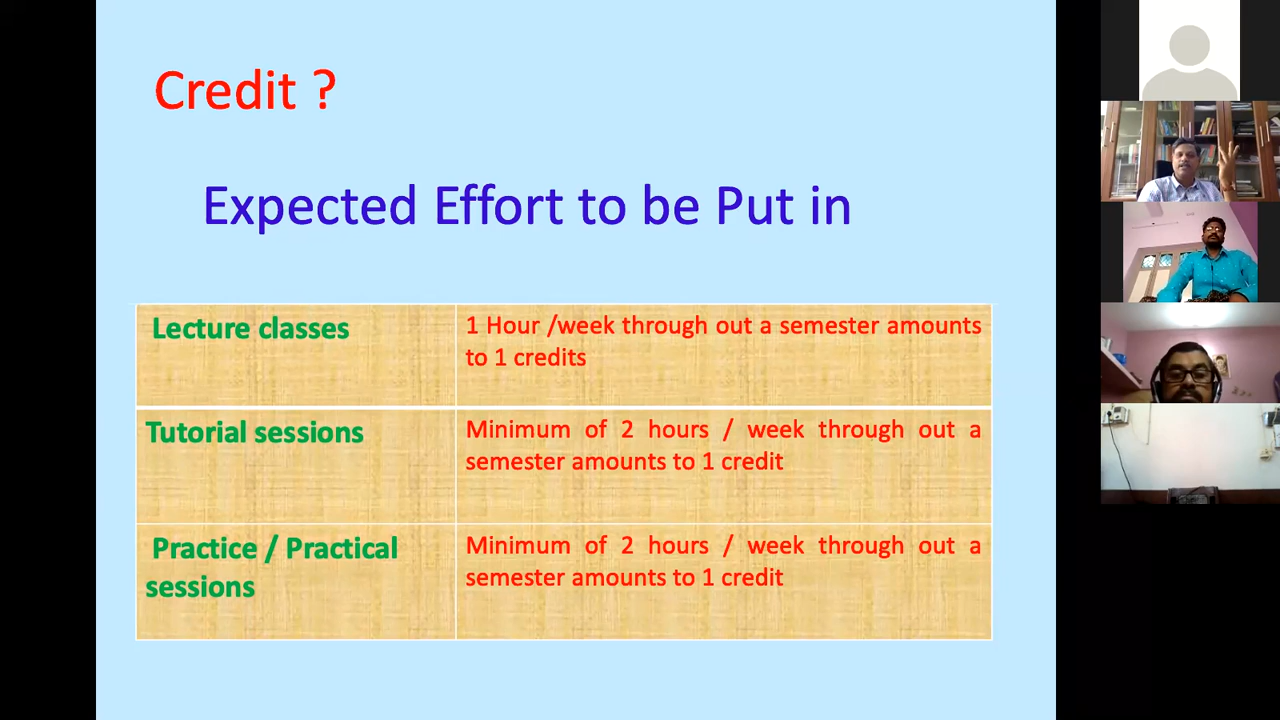 Credit ?
Expected Effort to be Put in
Lecture classes
1 Hour /week through out a semester amounts
to 1 credits
Tutorial sessions
Minimum of 2 hours / week through out a
semester amounts to 1 credit
Practice / Practical
sessions
Minimum of 2 hours / week through out a
semester amounts to 1 credit